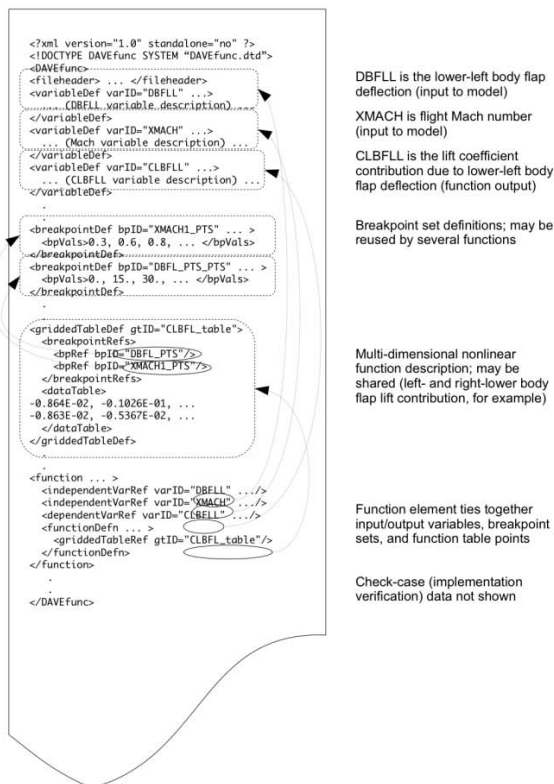 <?xml version="1.0" standalone="no" ?>
<!DOCTYPE DAVEfunc SYSTEM “DAVEfunc.dtd">
<DAVEfunc>
<fileheader> ... </fileheader>
<variableDef varID="DBFLL" ...>
... (DBFLL variable description) ...
</variableDef>
<variableDef varID="XMACH" ...>
... (Mach variable description) ...
</variableDef>
<variableDef varID="CLBFLL" ...>
... (CLBFLL variable description) ...
</variableDef>
.
.
<breakpointDef bpID="XMACH1_PTS" ... >
<bpVals>0.3, 0.6, 0.8, ... </bpVals>
</breakpointDef>
<breakpointDef bpID="DBFL_PTS_PTS" ... >
<bpVals>0., 15., 30., ... </bpVals>
</breakpointDef>
.
.
<griddedTableDef gtID="CLBFL_table">
<breakpointRefs>
<bpRef bpID="DBFL_PTS"/>
<bpRef bpID="XMACH1_PTS"/>
</breakpointRefs>
<dataTable>
-0.864E-02, -0.1026E-01, ...
-0.863E-02, -0.5367E-02, ...
</dataTable>
</griddedTableDef>
.
.
<function ... >
<independentVarRef varID="DBFLL" .../>
<independentVarRef varID="XMACH" .../>
<dependentVarRef varID="CLBFLL" .../>
<functionDefn ... >
<griddedTableRef gtID="CLBFL_table"/>
</functionDefn>
</function>
.
.
</DAVEfunc>
DBFLL is the lower-left body flap
deflection (input to model)
XMACH is flight Mach number
(input to model)
CLBFLL is the lift coefficient
contribution due to lower-left body
flap deflection (function output)
Breakpoint set definitions; may be
reused by several functions
Multi-dimensional nonlinear
function description; may be
shared (left- and right-lower body
flap lift contribution, for example)
Function element ties together
input/output variables, breakpoint
sets, and function table points
Check-case (implementation
verification) data not shown